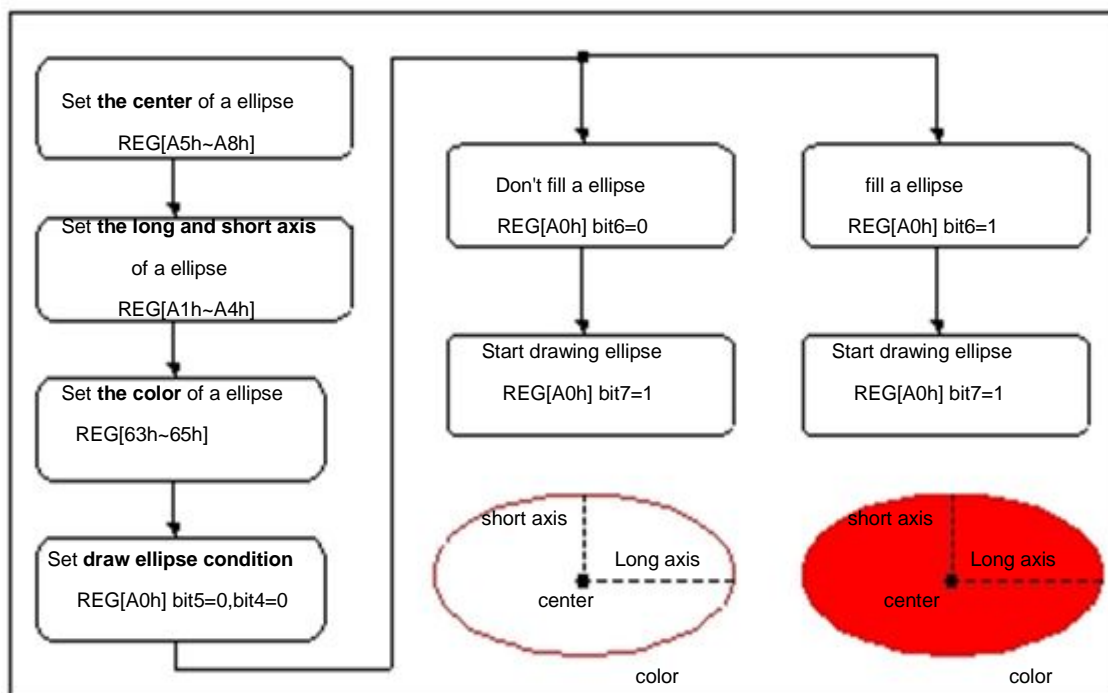 Set the center of a ellipse
REG[A5h~A8h]
Set the long and short axis
of a ellipse
REG[A1h~A4h]
Set the color of a ellipse
REG[63h~65h]
Set draw ellipse condition
REG[A0h] bit5=0,bit4=0
Don't fill a ellipse
REG[A0h] bit6=0
Start drawing ellipse
REG[A0h] bit7=1
short axis
Long axis
center
color
fill a ellipse
REG[A0h] bit6=1
Start drawing ellipse
REG[A0h] bit7=1
short axis
Long axis
center
color